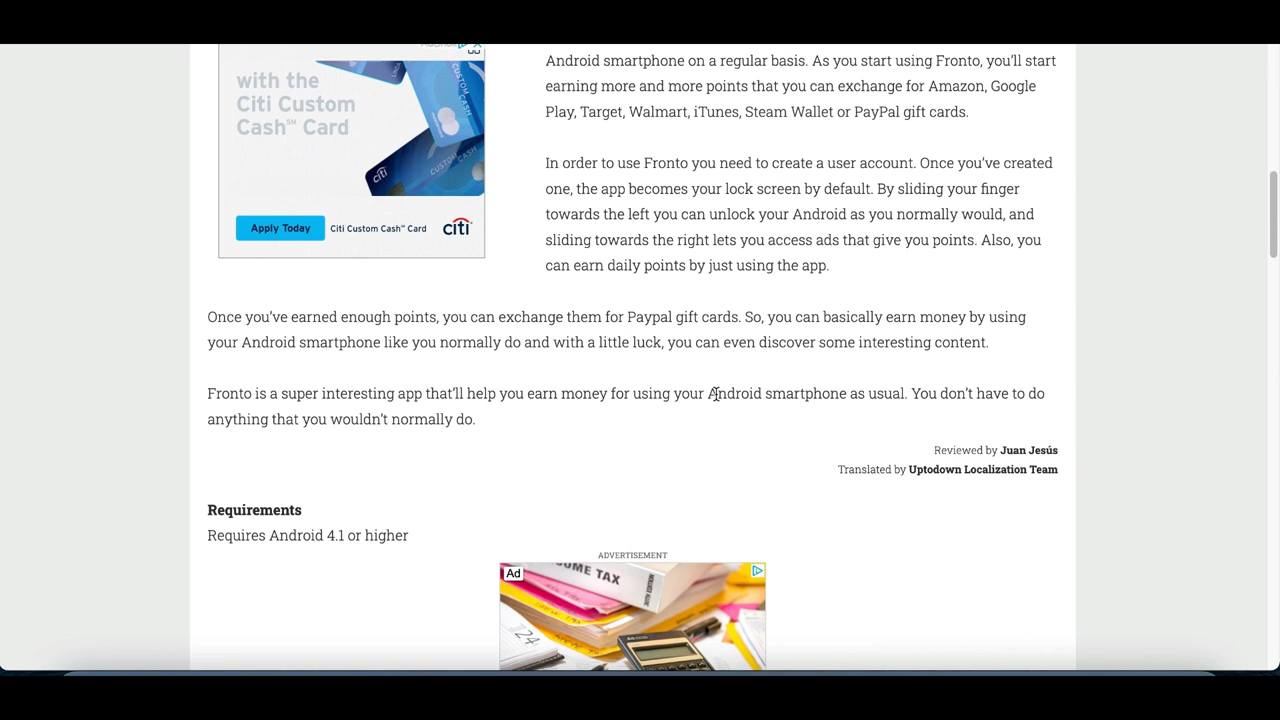 with the
Citi Custom
Cash℠ Card
CUSTOM CASH
citi
Apply Today
Citi Custom Cash℠ Card
citi
Android smartphone on a regular basis. As you start using Fronto, you’ll start
earning more and more points that you can exchange for Amazon, Google
Play, Target, Walmart, iTunes, Steam Wallet or PayPal gift cards.
In order to use Fronto you need to create a user account. Once you’ve created
one, the app becomes your lock screen by default. By sliding your finger
towards the left you can unlock your Android as you normally would, and
sliding towards the right lets you access ads that give you points. Also, you
can earn daily points by just using the app.
Once you’ve earned enough points, you can exchange them for Paypal gift cards. So, you can basically earn money by using
your Android smartphone like you normally do and with a little luck, you can even discover some interesting content.
Fronto is a super interesting app that’ll help you earn money for using your Android smartphone as usual. You don’t have to do
anything that you wouldn’t normally do.
Reviewed by Juan Jesús
Translated by Uptodown Localization Team
Requirements
Requires Android 4.1 or higher
ADVERTISEMENT
Ad
OME TAX
24